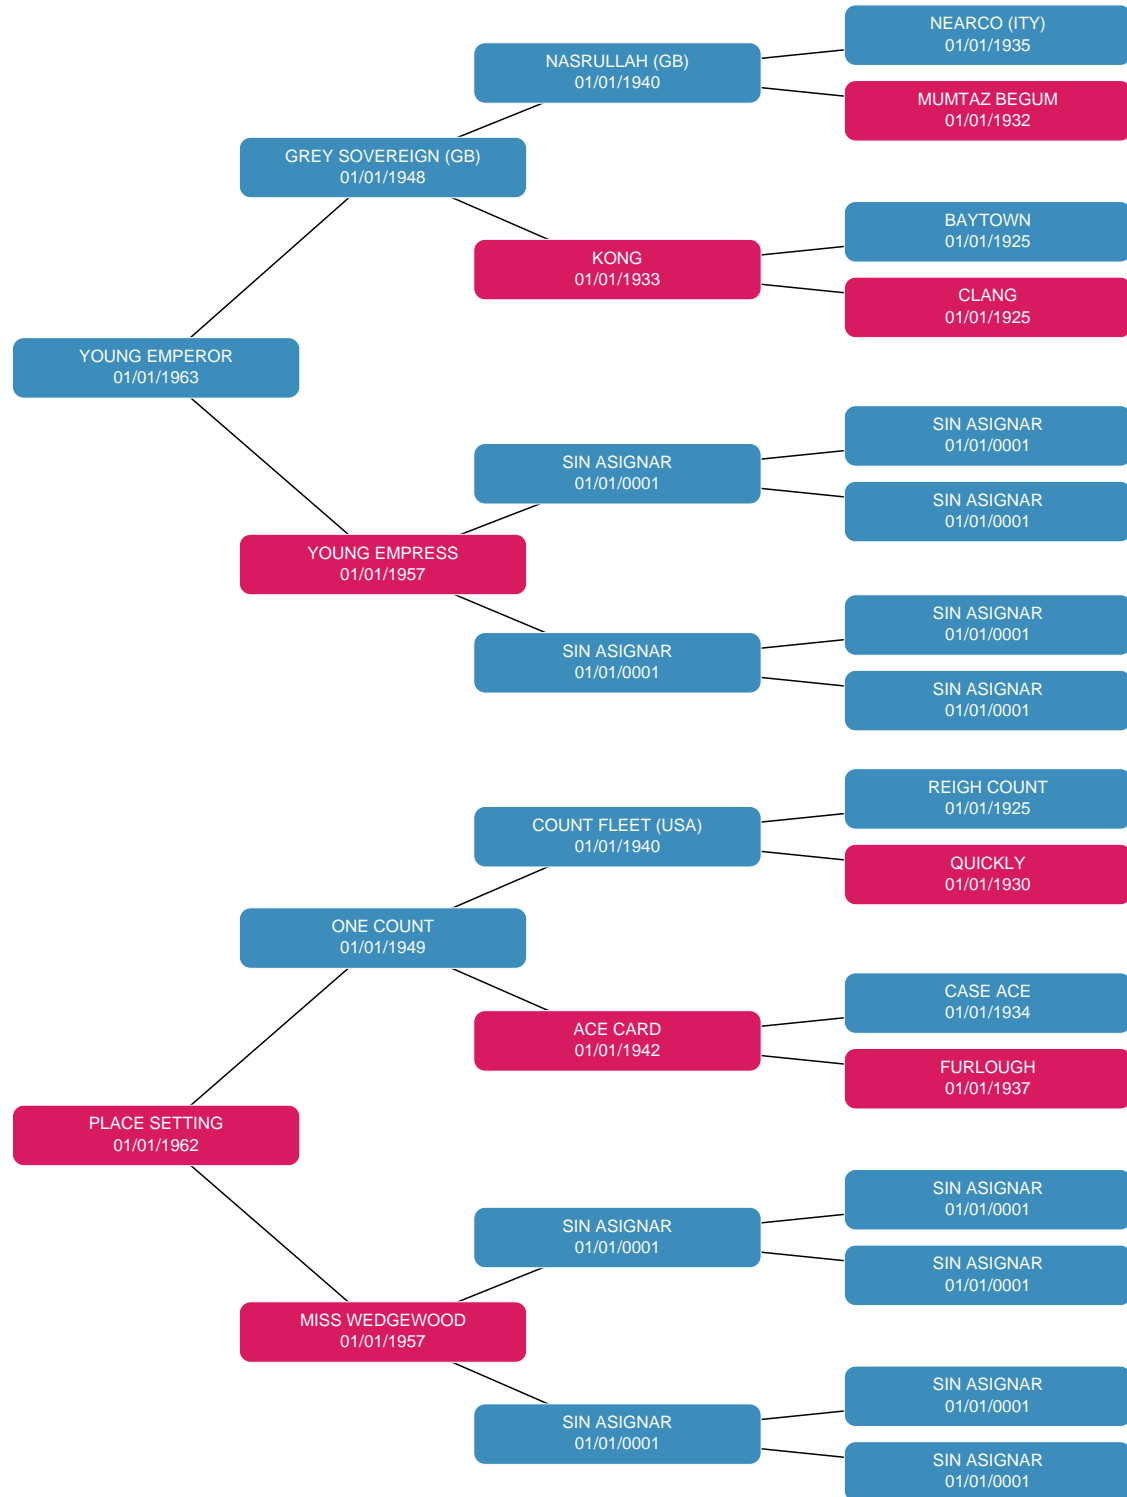 NEARCO (ITY)
01/01/1935
NASRULLAH (GB)
01/01/1940
MUMTAZ BEGUM
01/01/1932
GREY SOVEREIGN (GB)
01/01/1948
BAYTOWN
01/01/1925
KONG
01/01/1933
CLANG
01/01/1925
YOUNG EMPEROR
01/01/1963
SIN ASIGNAR
01/01/0001
SIN ASIGNAR
01/01/0001
SIN ASIGNAR
01/01/0001
YOUNG EMPRESS
01/01/1957
SIN ASIGNAR
01/01/0001
SIN ASIGNAR
01/01/0001
SIN ASIGNAR
01/01/0001
REIGH COUNT
01/01/1925
COUNT FLEET (USA)
01/01/1940
QUICKLY
01/01/1930
ONE COUNT
01/01/1949
CASE ACE
01/01/1934
ACE CARD
01/01/1942
FURLOUGH
01/01/1937
PLACE SETTING
01/01/1962
SIN ASIGNAR
01/01/0001
SIN ASIGNAR
01/01/0001
SIN ASIGNAR
01/01/0001
MISS WEDGEWOOD
01/01/1957
SIN ASIGNAR
01/01/0001
SIN ASIGNAR
01/01/0001
SIN ASIGNAR
01/01/0001